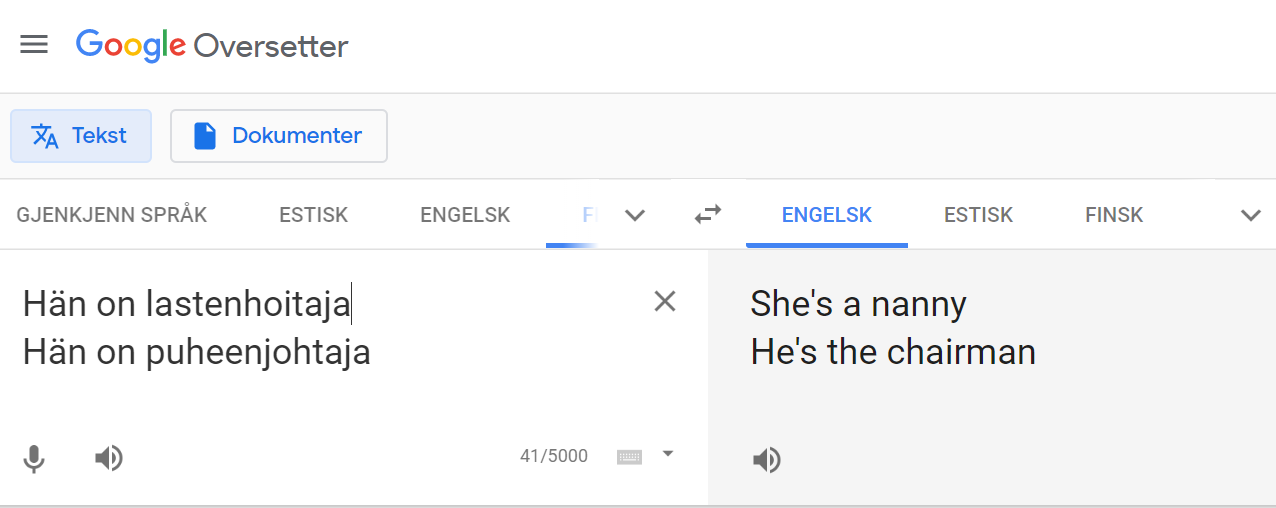 Google Oversetter
Tekst
Dokumenter
GJENKJENN SPRÅK ESTISK ENGELSK
ENGELSK ESTISK FINSK
Hän on lastenhoitaja
Hän on puheenjohtaja
41/5000
She's a nanny
He's the chairman